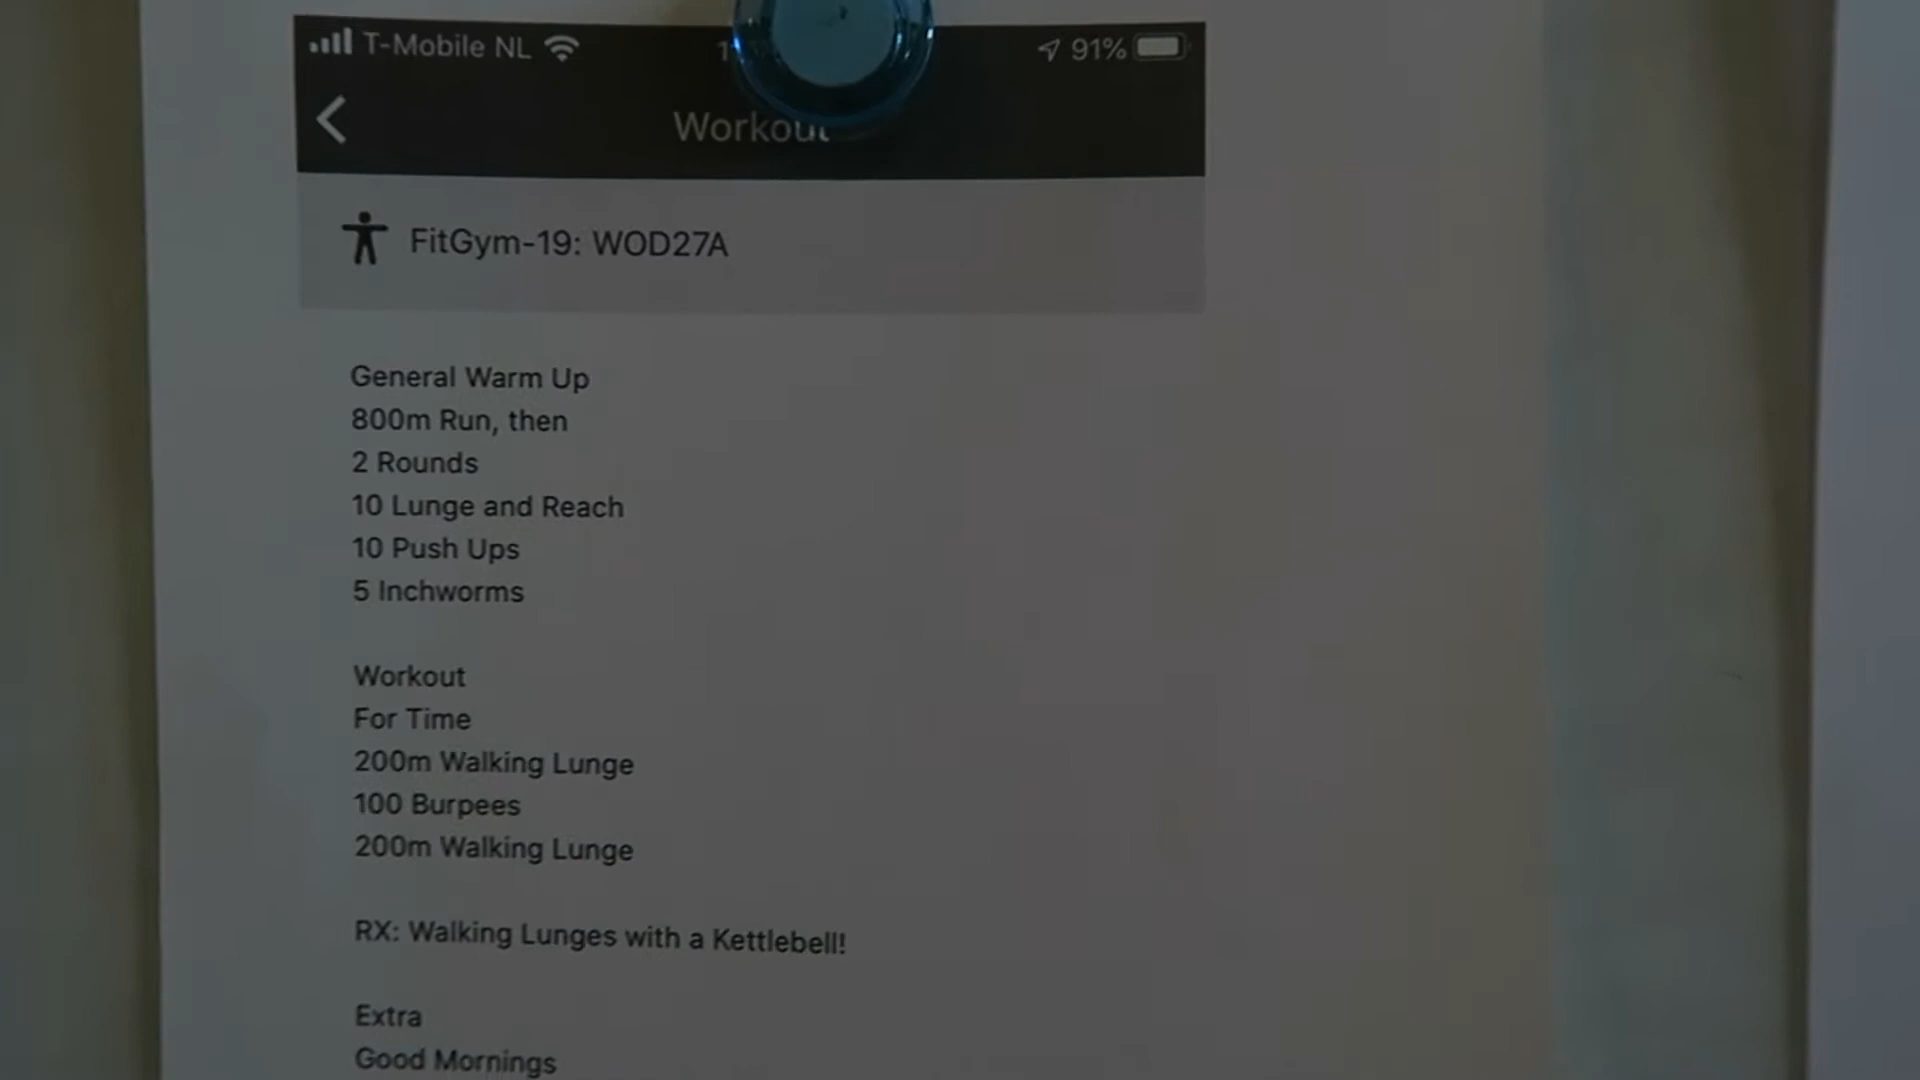 T-Mobile NL
91%
Workout
FitGym-19: WOD27A
General Warm Up
800m Run, then
2 Rounds
10 Lunge and Reach
10 Push Ups
5 Inchworms
Workout
For Time
200m Walking Lunge
100 Burpees
200m Walking Lunge
RX: Walking Lunges with a Kettlebell!
Extra
Good Mornings